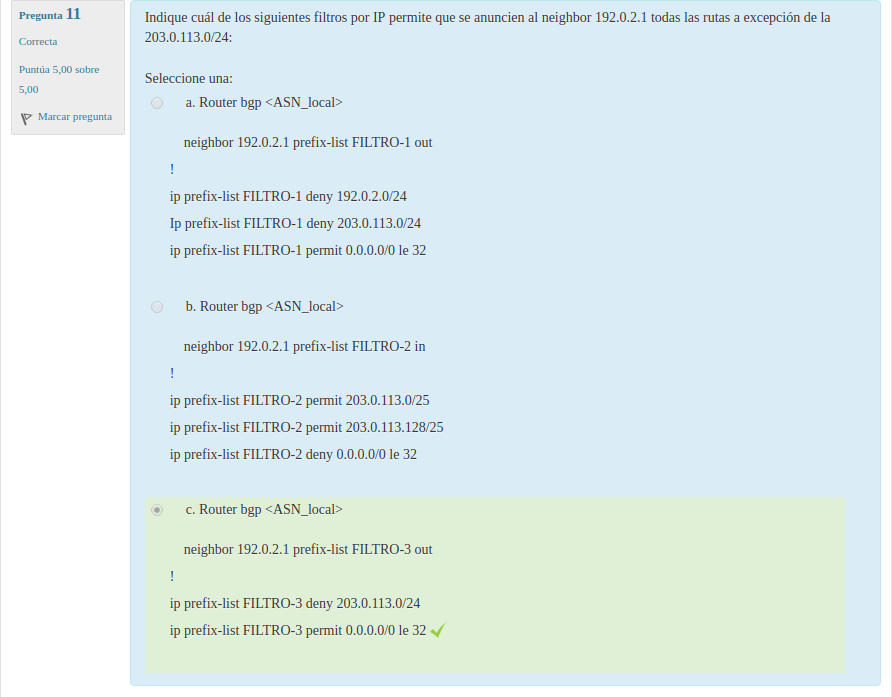 Pregunta 11
Correcta
Puntúa 5,00 sobre
5,00
Marcar pregunta
Indique cuál de los siguientes filtros por IP permite que se anuncien al neighbor 192.0.2.1 todas las rutas a excepción de la
203.0.113.0/24:
Seleccione una:
a. Router bgp <ASN_local>
neighbor 192.0.2.1 prefix-list FILTRO-1 out
!
ip prefix-list FILTRO-1 deny 192.0.2.0/24
Ip prefix-list FILTRO-1 deny 203.0.113.0/24
ip prefix-list FILTRO-1 permit 0.0.0.0/0 le 32
b. Router bgp <ASN_local>
neighbor 192.0.2.1 prefix-list FILTRO-2 in
!
ip prefix-list FILTRO-2 permit 203.0.113.0/25
ip prefix-list FILTRO-2 permit 203.0.113.128/25
ip prefix-list FILTRO-2 deny 0.0.0.0/0 le 32
c. Router bgp <ASN_local>
neighbor 192.0.2.1 prefix-list FILTRO-3 out
!
ip prefix-list FILTRO-3 deny 203.0.113.0/24
ip prefix-list FILTRO-3 permit 0.0.0.0/0 le 32